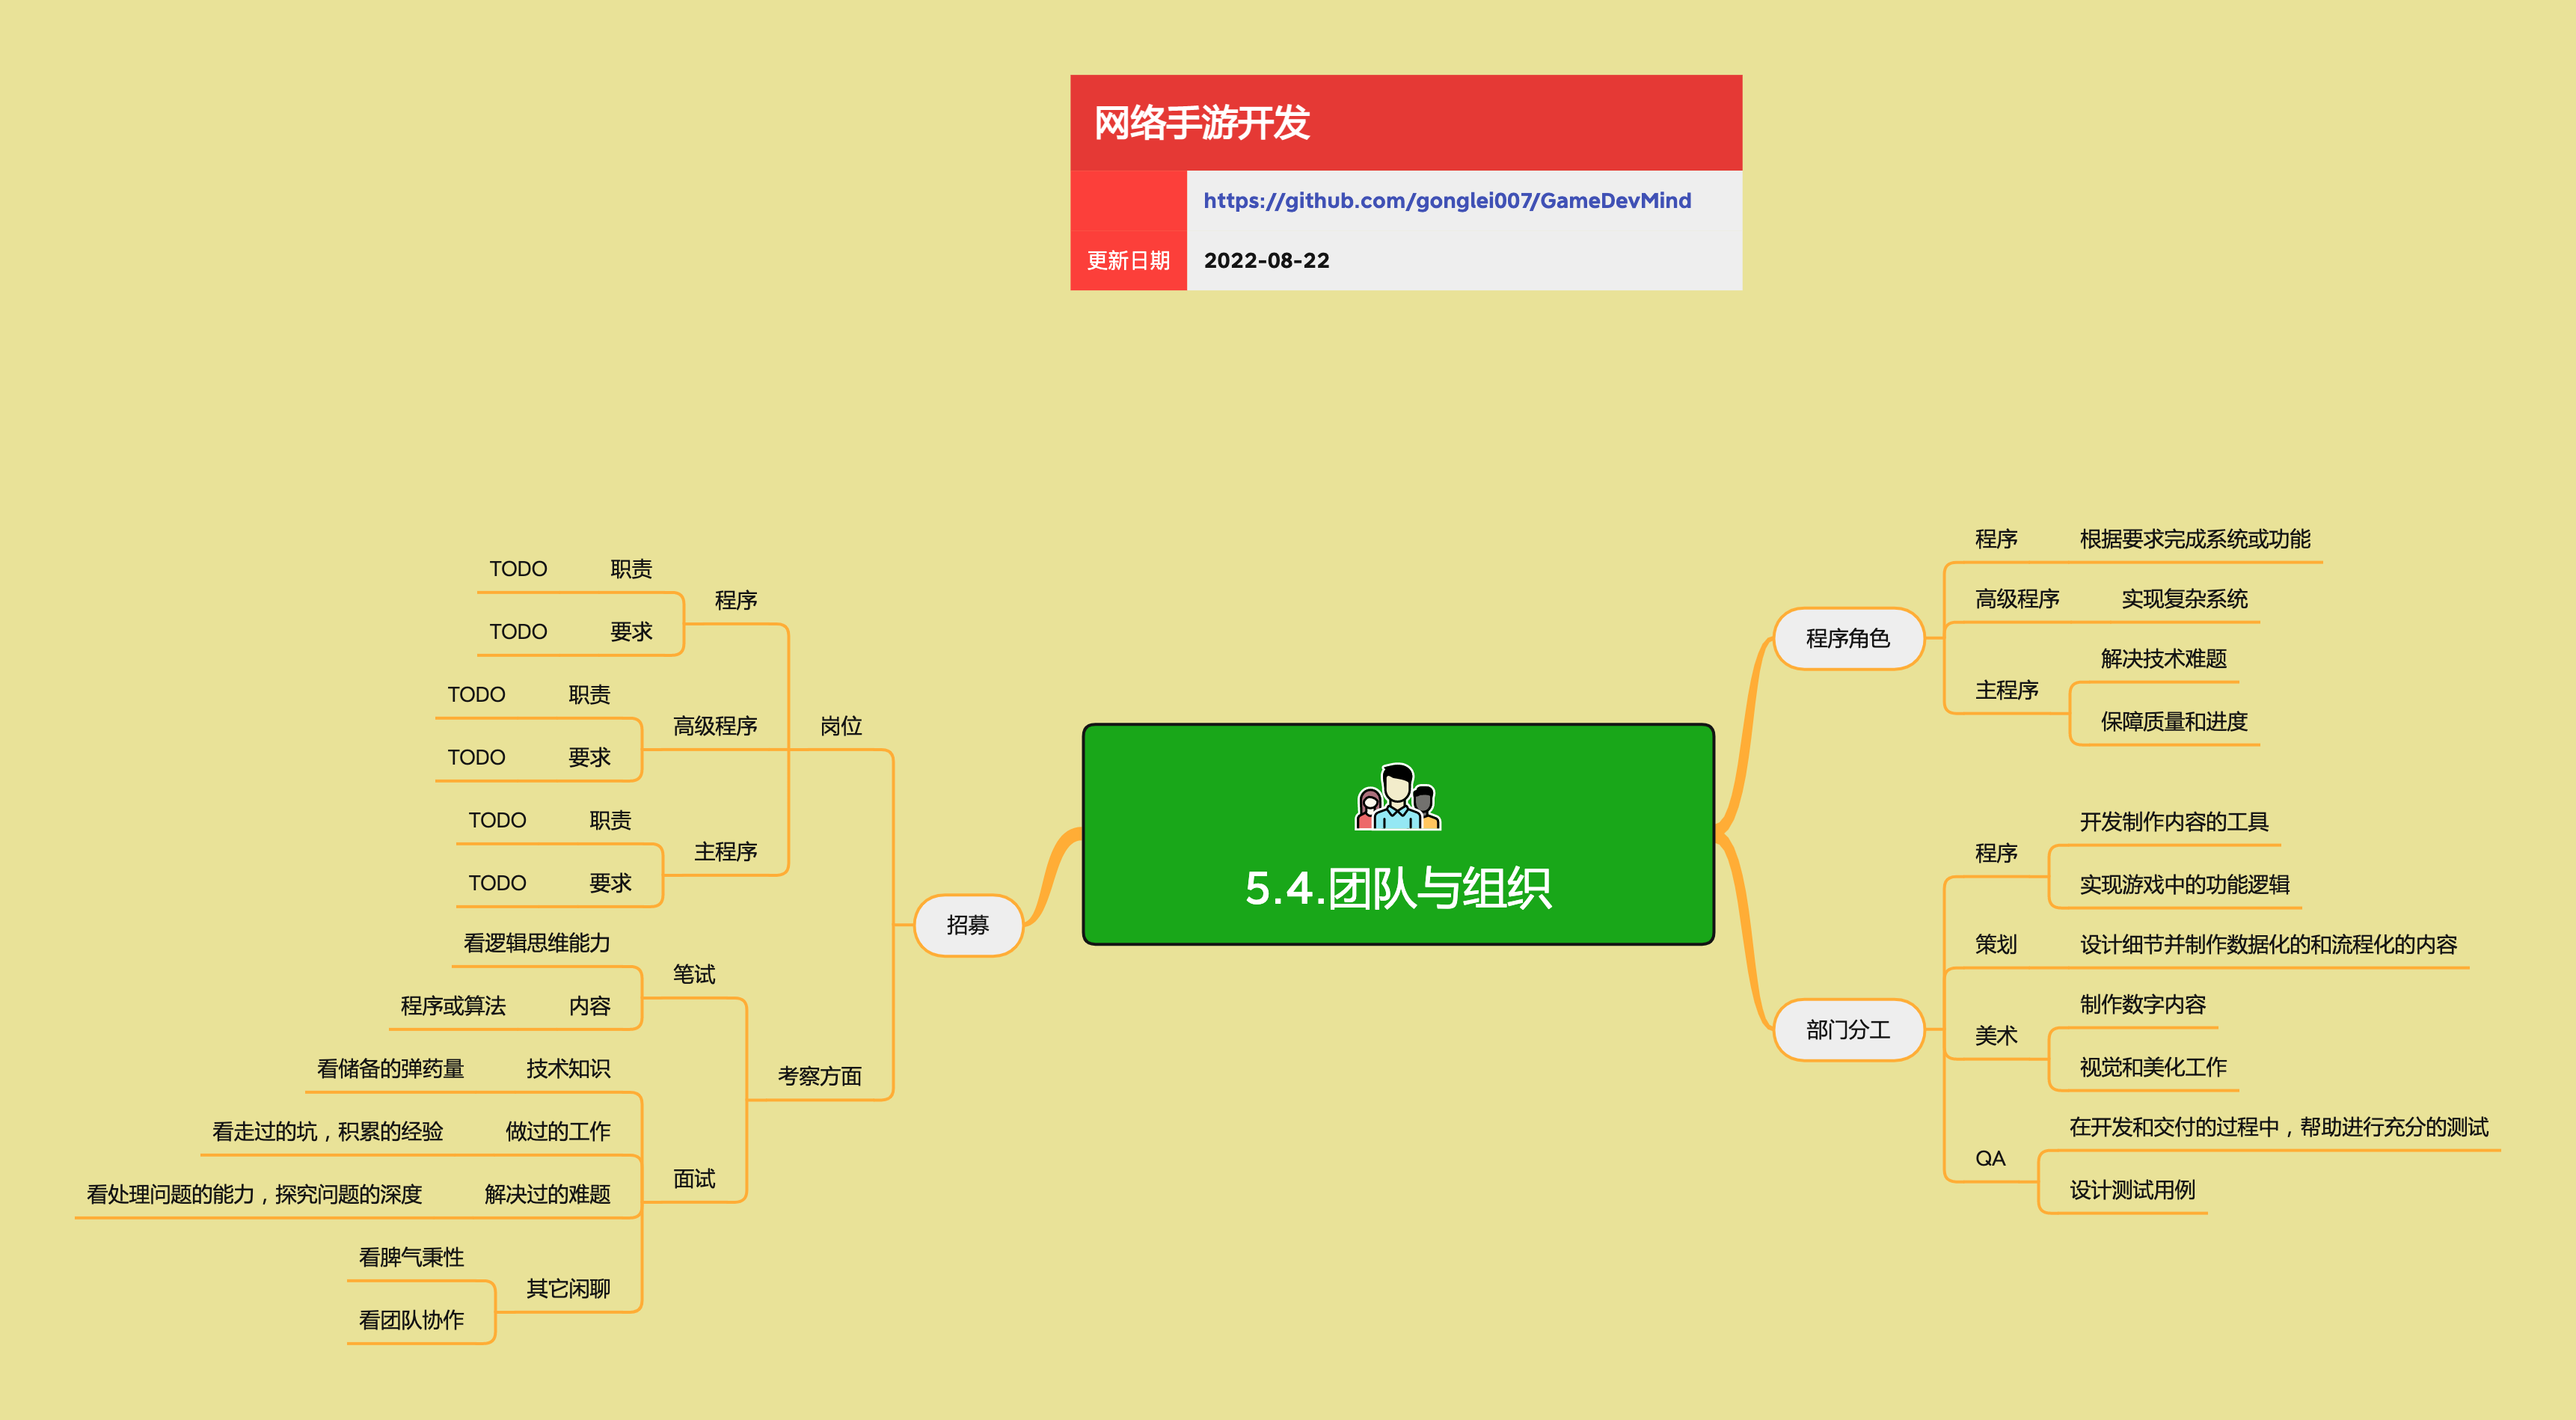 网络手游开发
https://github.com/gonglei007/GameDevMind
更新日期 2022-08-22
5.4.团队与组织
程序角色
程序 根据要求完成系统或功能
高级程序 实现复杂系统
主程序
解决技术难题
保障质量和进度
部门分工
程序
开发制作内容的工具
实现游戏中的功能逻辑
策划 设计细节并制作数据化的和流程化的内容
美术
制作数字内容
视觉和美化工作
QA
在开发和交付的过程中，帮助进行充分的测试
设计测试用例
招募
岗位
程序
职责 TODO
要求 TODO
高级程序
职责 TODO
要求 TODO
主程序
职责 TODO
要求 TODO
考察方面
笔试
看逻辑思维能力
内容 程序或算法
面试
技术知识 看储备的弹药量
做过的工作 看走过的坑，积累的经验
解决过的难题 看处理问题的能力，探究问题的深度
其它闲聊
看脾气秉性
看团队协作